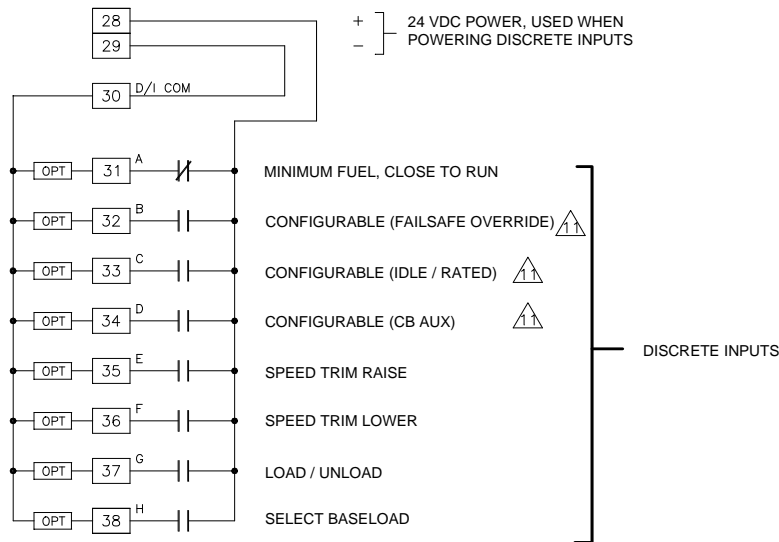 28
29
+ 24 VDC POWER, USED WHEN
− POWERING DISCRETE INPUTS
30 D/I COM
OPT 31 A MINIMUM FUEL, CLOSE TO RUN
OPT 32 B CONFIGURABLE (FAILSAFE OVERRIDE) 11
OPT 33 C CONFIGURABLE (IDLE / RATED) 11
OPT 34 D CONFIGURABLE (CB AUX) 11
DISCRETE INPUTS
OPT 35 E SPEED TRIM RAISE
OPT 36 F SPEED TRIM LOWER
OPT 37 G LOAD / UNLOAD
OPT 38 H SELECT BASELOAD